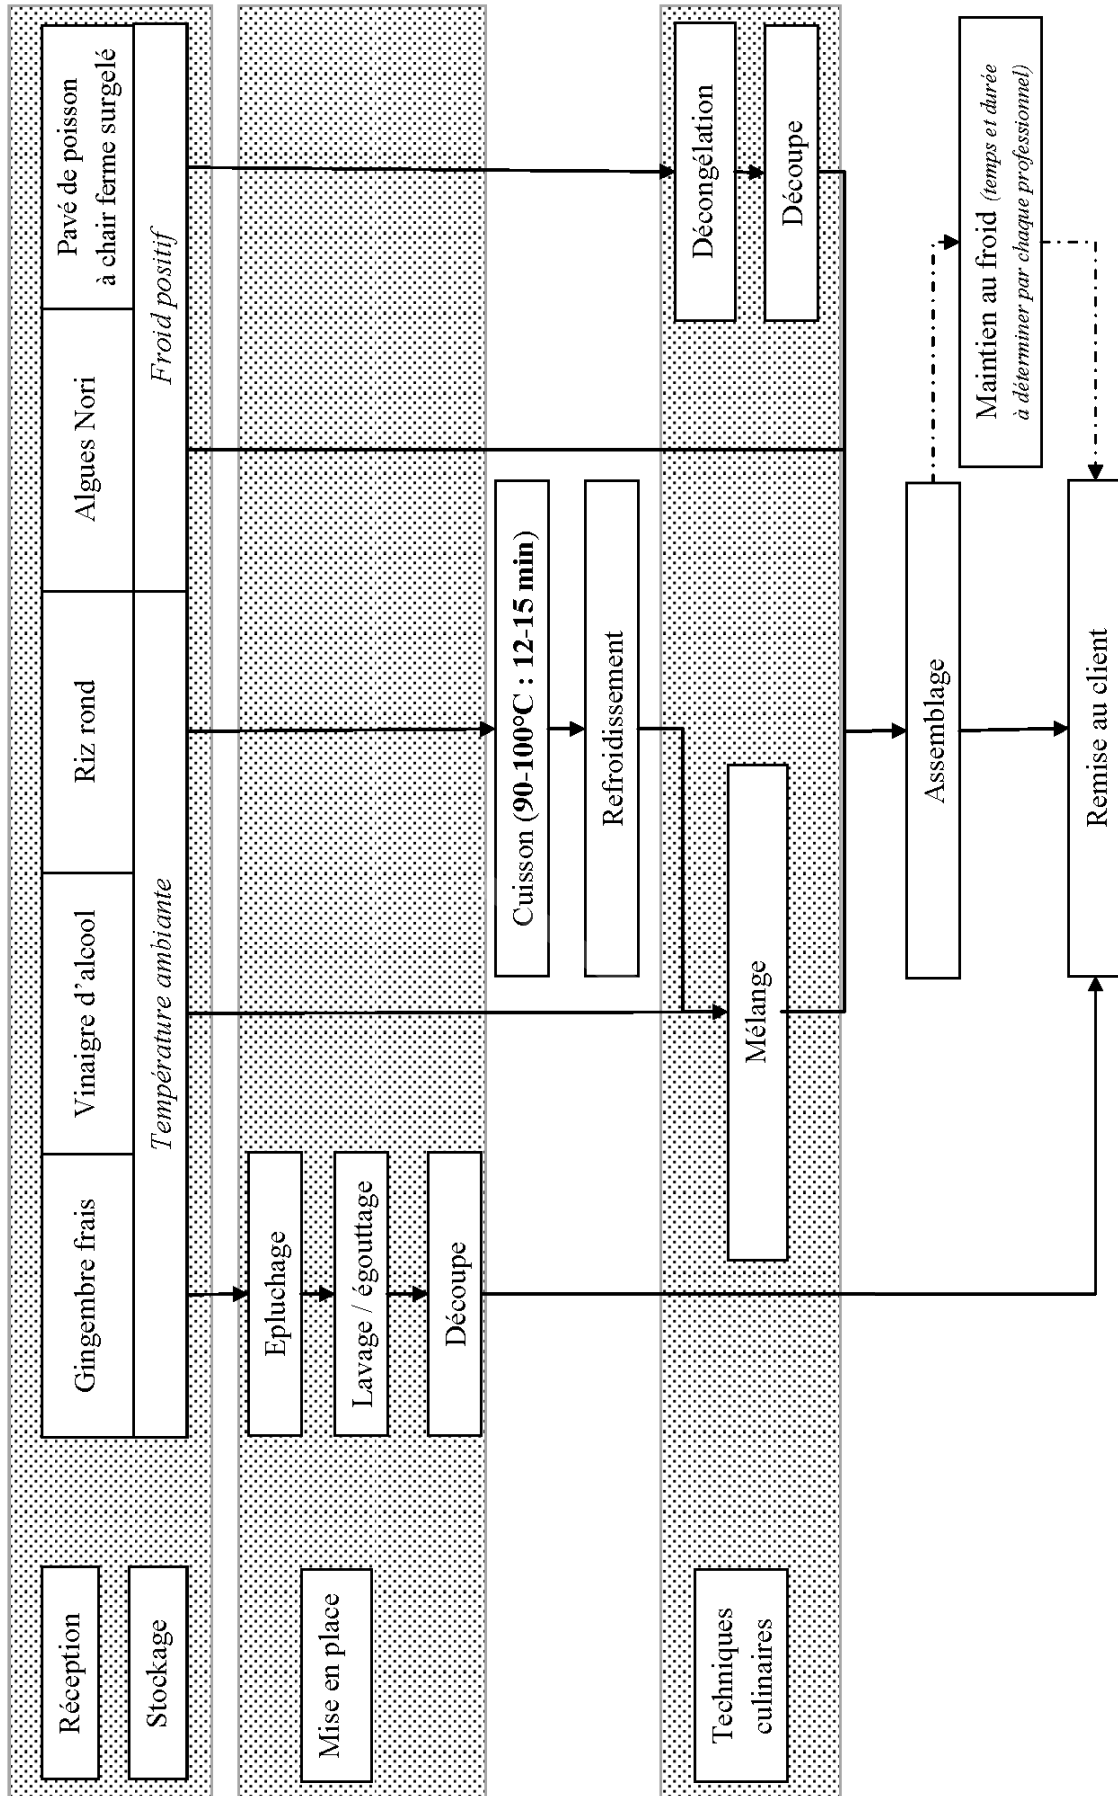 Réception
Gingembre frais
Vinaigre d'alcool
Riz rond
Algues Nori
Pavé de poisson
à chair ferme surgelé
Stockage
Température ambiante
Froid positif
Mise en place
Epluchage
Lavage / égouttage
Découpe
Cuisson (90-100°C : 12-15 min)
Refroidissement
Techniques
culinaires
Mélange
Décongélation
Découpe
Assemblage
Maintien au froid (temps et durée
à déterminer par chaque professionnel)
Remise au client